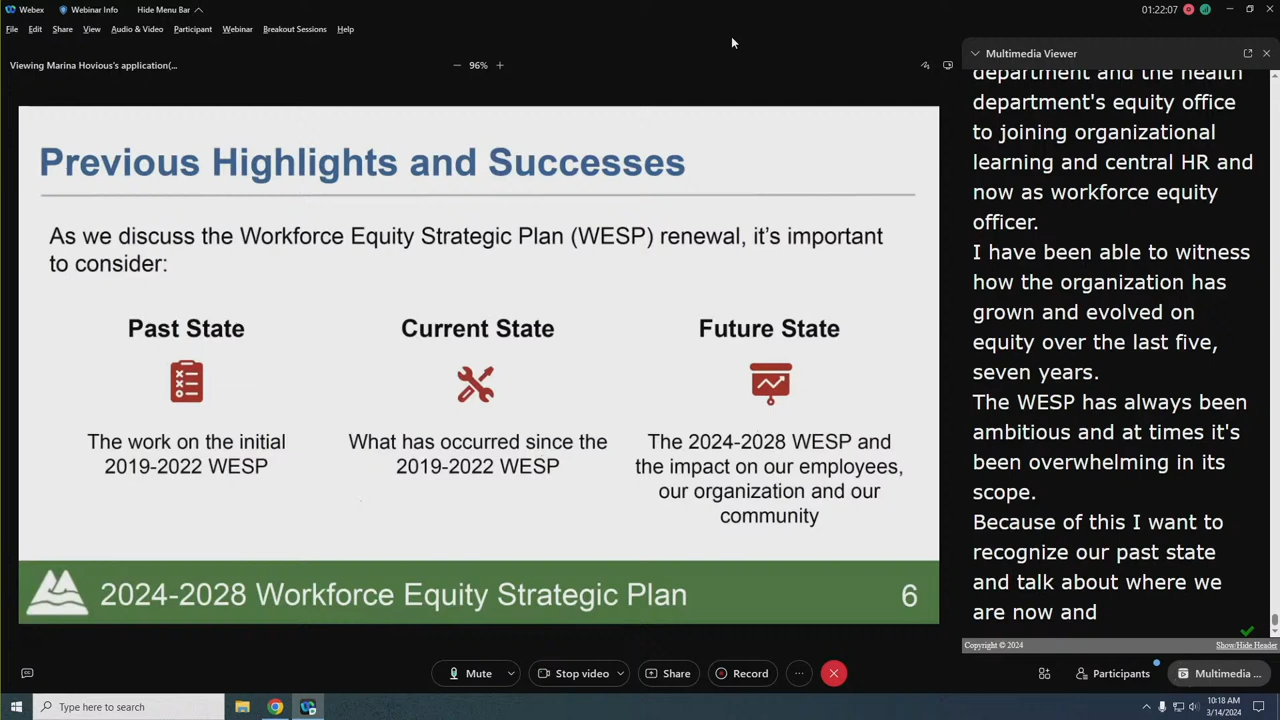 Webex
Webinar Info
Hide Menu Bar
01:22:07
File
Edit
Share
View
Audio & Video
Participant
Webinar
Breakout Sessions
Help
Viewing Marina Hovious's application(...
96%
Previous Highlights and Successes
As we discuss the Workforce Equity Strategic Plan (WESP) renewal, it's important
to consider:
Past State
The work on the initial
2019-2022 WESP
Current State
What has occurred since the
2019-2022 WESP
Future State
The 2024-2028 WESP and
the impact on our employees,
our organization and our
community
2024-2028 Workforce Equity Strategic Plan
6
Multimedia Viewer
department and the health
department's equity office
to joining organizational
learning and central HR and
now as workforce equity
officer.
I have been able to witness
how the organization has
grown and evolved on
equity over the last five,
seven years.
The WESP has always been
ambitious and at times it's
been overwhelming in its
scope.
Because of this I want to
recognize our past state
and talk about where we
are now and
Copyright © 2024
Show/Hide Header
Mute
Stop video
Share
Record
Participants
Multimedia ...
Type here to search
10:18 AM
3/14/2024